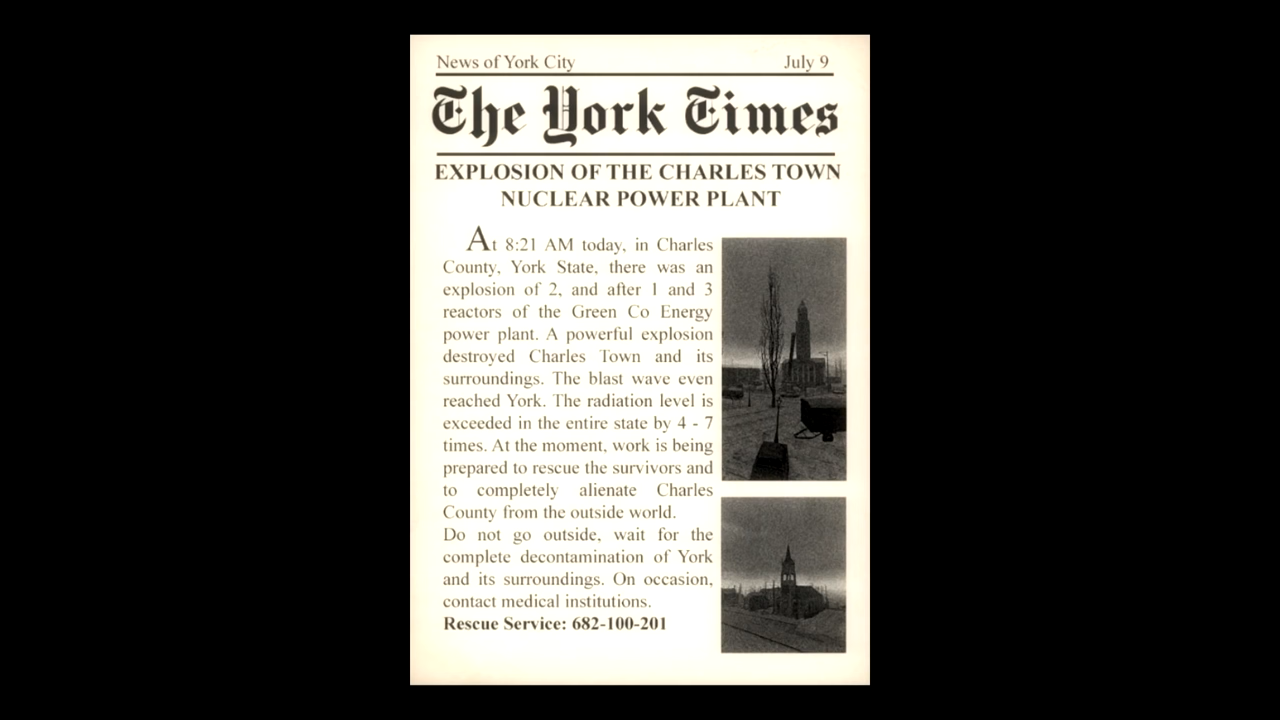 News of York City July 9
The York Times
EXPLOSION OF THE CHARLES TOWN
NUCLEAR POWER PLANT
At 8:21 AM today, in Charles
County, York State, there was an
explosion of 2, and after 1 and 3
reactors of the Green Co Energy
power plant. A powerful explosion
destroyed Charles Town and its
surroundings. The blast wave even
reached York. The radiation level is
exceeded in the entire state by 4 - 7
times. At the moment, work is being
prepared to rescue the survivors and
to completely alienate Charles
County from the outside world.
Do not go outside, wait for the
complete decontamination of York
and its surroundings. On occasion,
contact medical institutions.
Rescue Service: 682-100-201